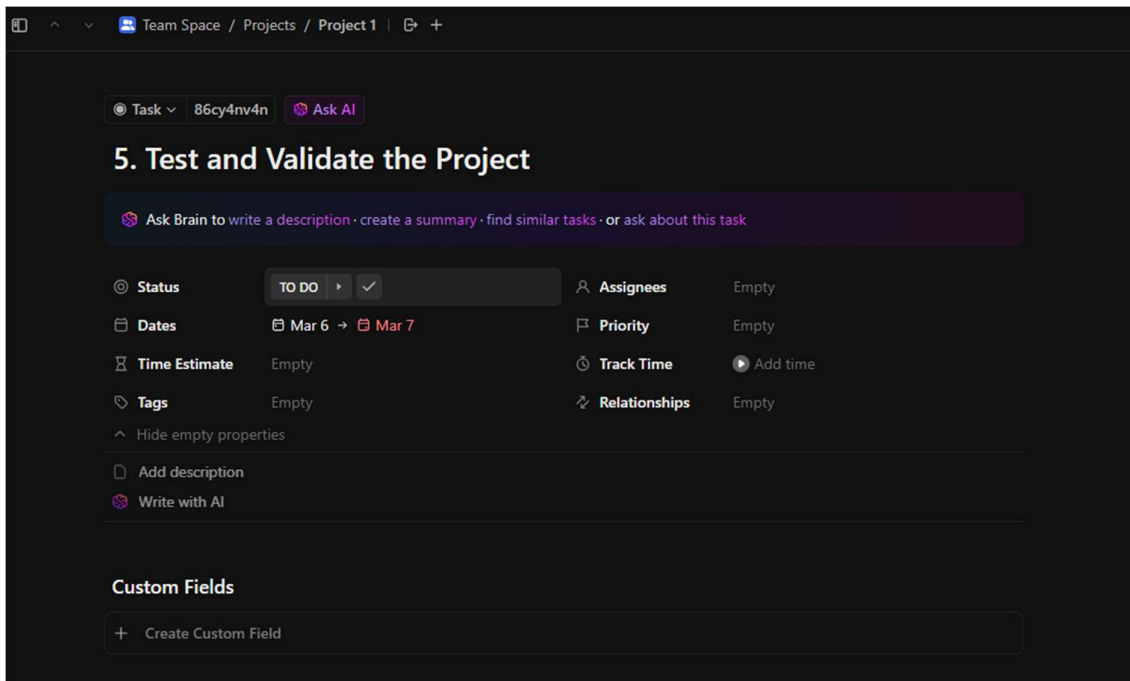 Team Space / Projects / Project 1
Task 86cy4nv4n Ask AI
5. Test and Validate the Project
Ask Brain to write a description · create a summary · find similar tasks · or ask about this task
Status TO DO Assignees Empty
Dates Mar 6 → Mar 7 Priority Empty
Time Estimate Empty Track Time Add time
Tags Empty Relationships Empty
Hide empty properties
Add description
Write with AI
Custom Fields
+ Create Custom Field